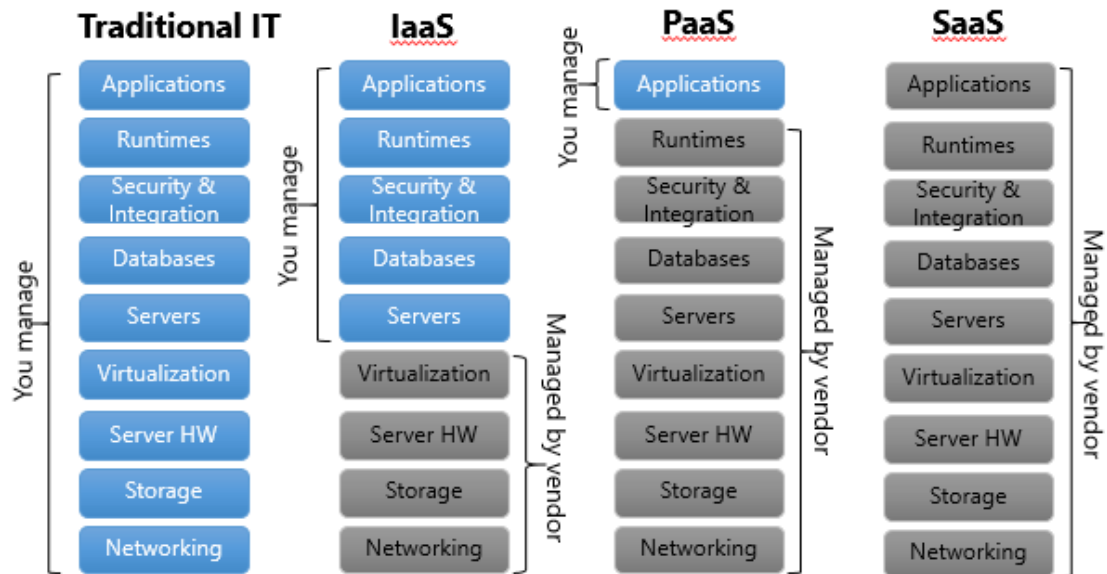 Traditional IT
You manage
Applications
Runtimes
Security &
Integration
Databases
Servers
Virtualization
Server HW
Storage
Networking
IaaS
You manage
Applications
Runtimes
Security &
Integration
Databases
Servers
Virtualization
Server HW
Storage
Networking
Managed by vendor
PaaS
You manage
Applications
Runtimes
Security &
Integration
Databases
Servers
Virtualization
Server HW
Storage
Networking
Managed by vendor
SaaS
Applications
Runtimes
Security &
Integration
Databases
Servers
Virtualization
Server HW
Storage
Networking
Managed by vendor